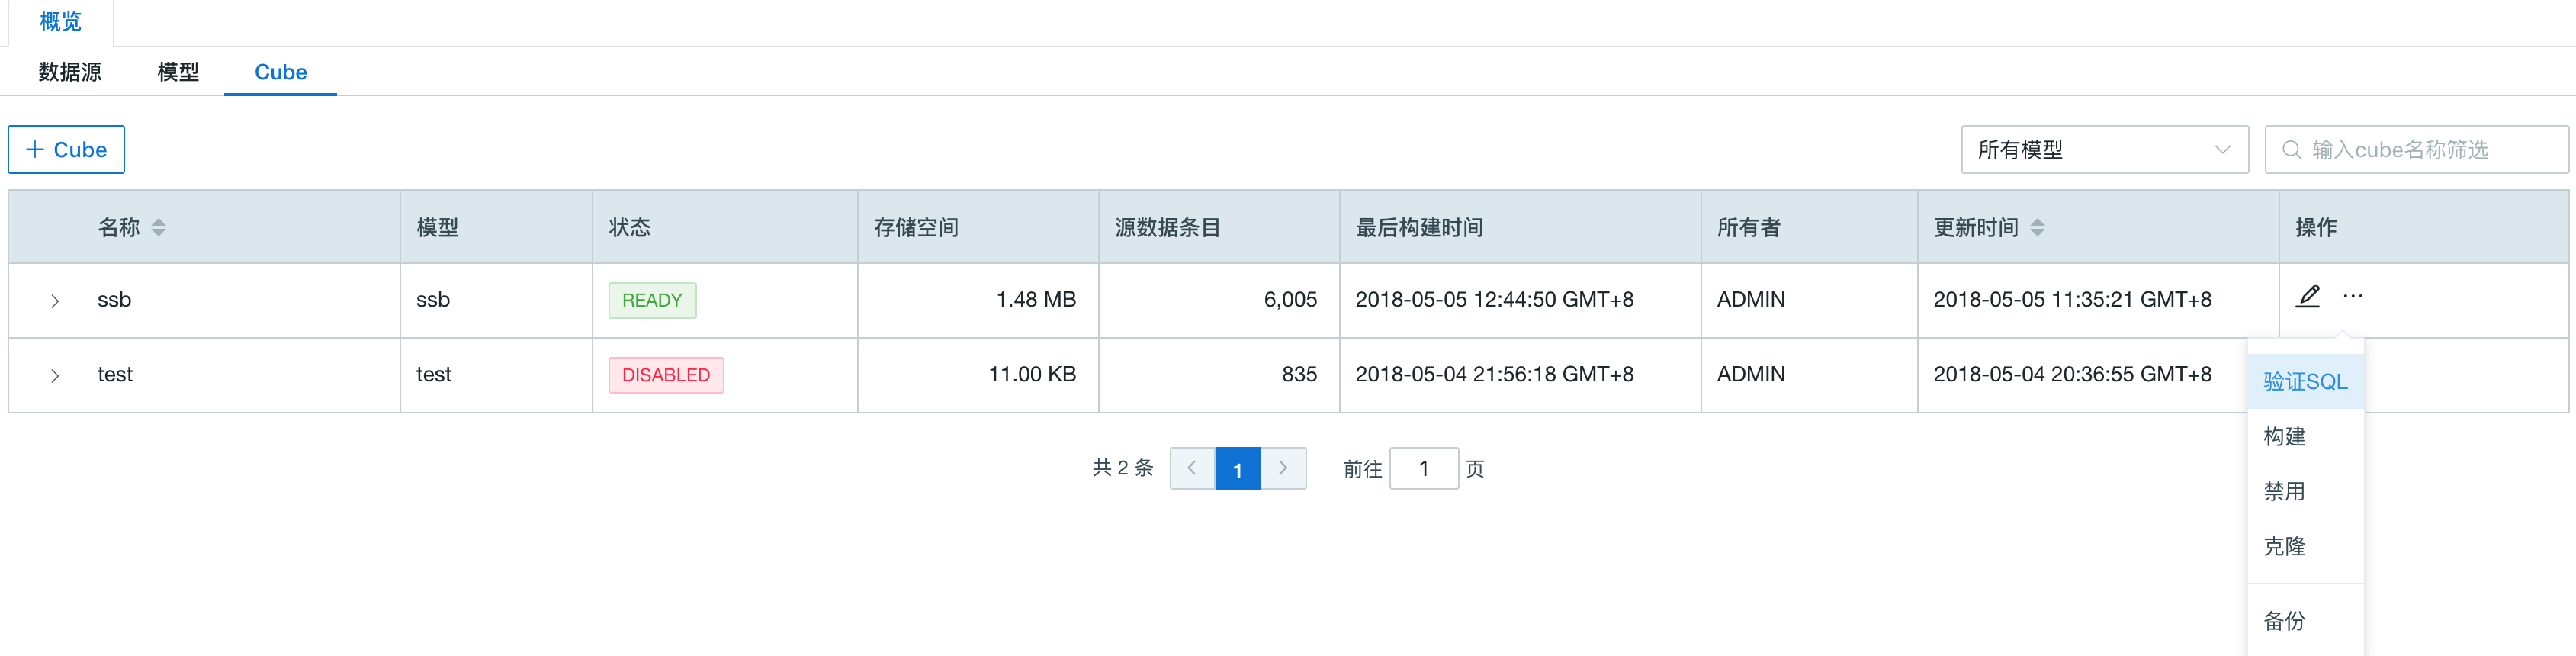 概览
数据源 模型 Cube
+ Cube 所有模型 输入cube名称筛选
名称 模型 状态 存储空间 源数据条目 最后构建时间 所有者 更新时间 操作
ssb ssb READY 1.48 MB 6,005 2018-05-05 12:44:50 GMT+8 ADMIN 2018-05-05 11:35:21 GMT+8 ...
test test DISABLED 11.00 KB 835 2018-05-04 21:56:18 GMT+8 ADMIN 2018-05-04 20:36:55 GMT+8
验证SQL
构建
禁用
克隆
备份
共 2 条 1 前往 1 页